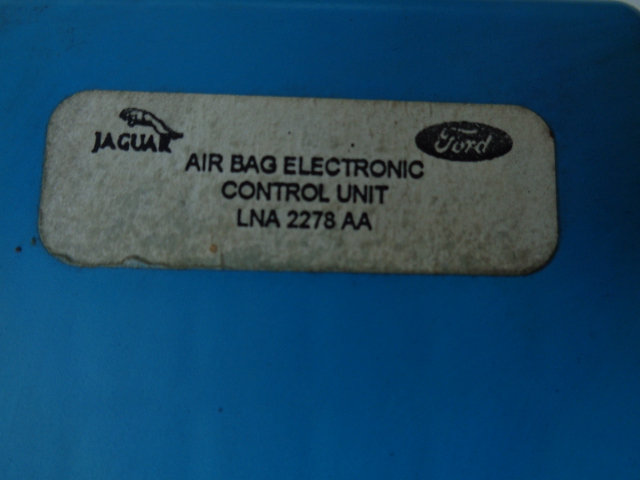 JAGUAR
Ford
AIR BAG ELECTRONIC
CONTROL UNIT
LNA 2278 AA